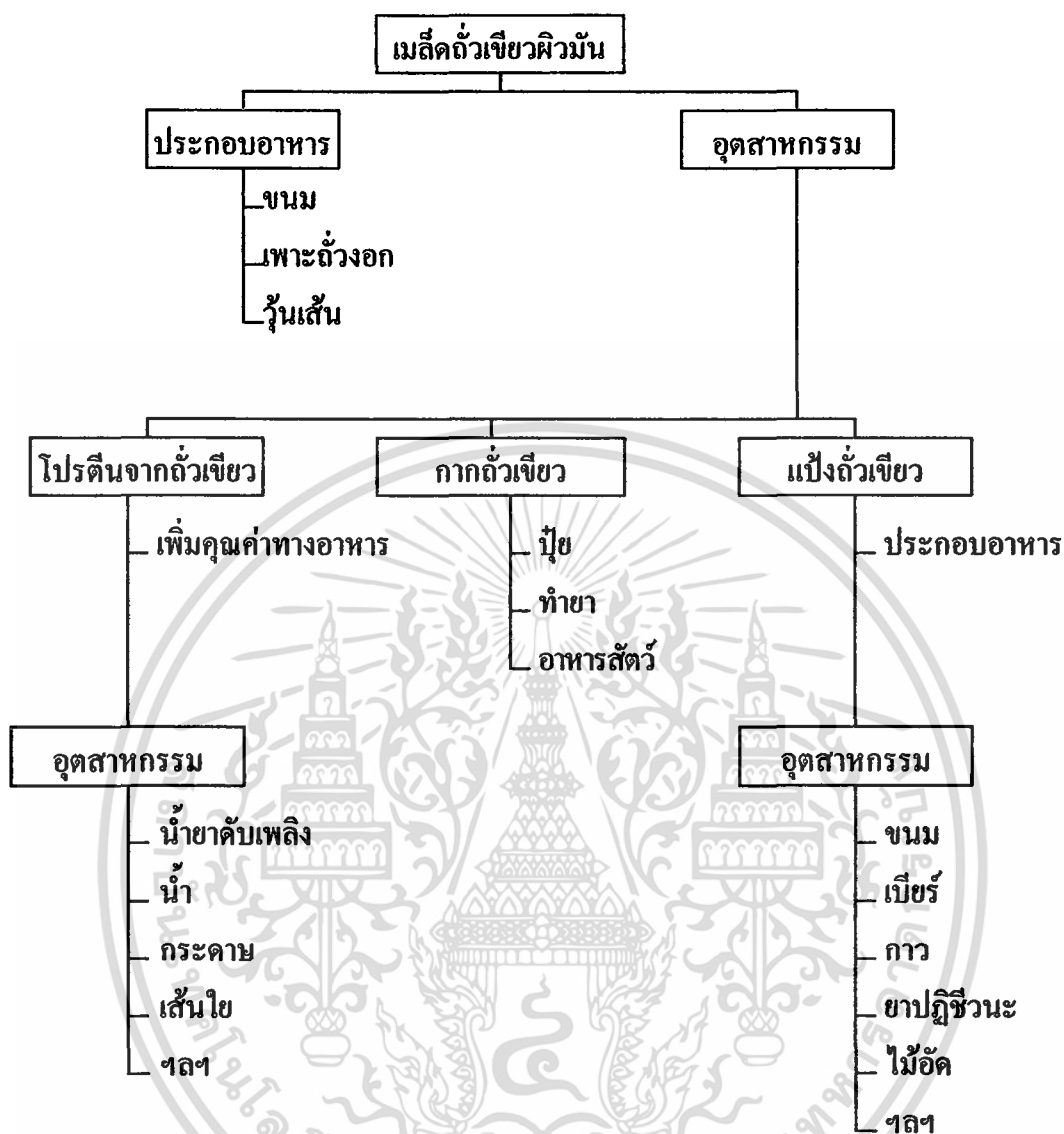 เมล็ดถั่วเขียวผิวมัน
ประกอบอาหาร
อุตสาหกรรม
ขนม
เพาะถั่วงอก
วุ้นเส้น
โปรตีนจากถั่วเขียว
กากถั่วเขียว
แป้งถั่วเขียว
เพิ่มคุณค่าทางอาหาร
ปุ๋ย
ทำยา
อาหารสัตว์
ประกอบอาหาร
อุตสาหกรรม
อุตสาหกรรม
น้ำยาดับเพลิง
น้ำ
กระดาษ
เส้นใย
ฯลฯ
ขนม
เบียร์
กาว
ยาปฏิชีวนะ
ไม้อัด
ฯลฯ